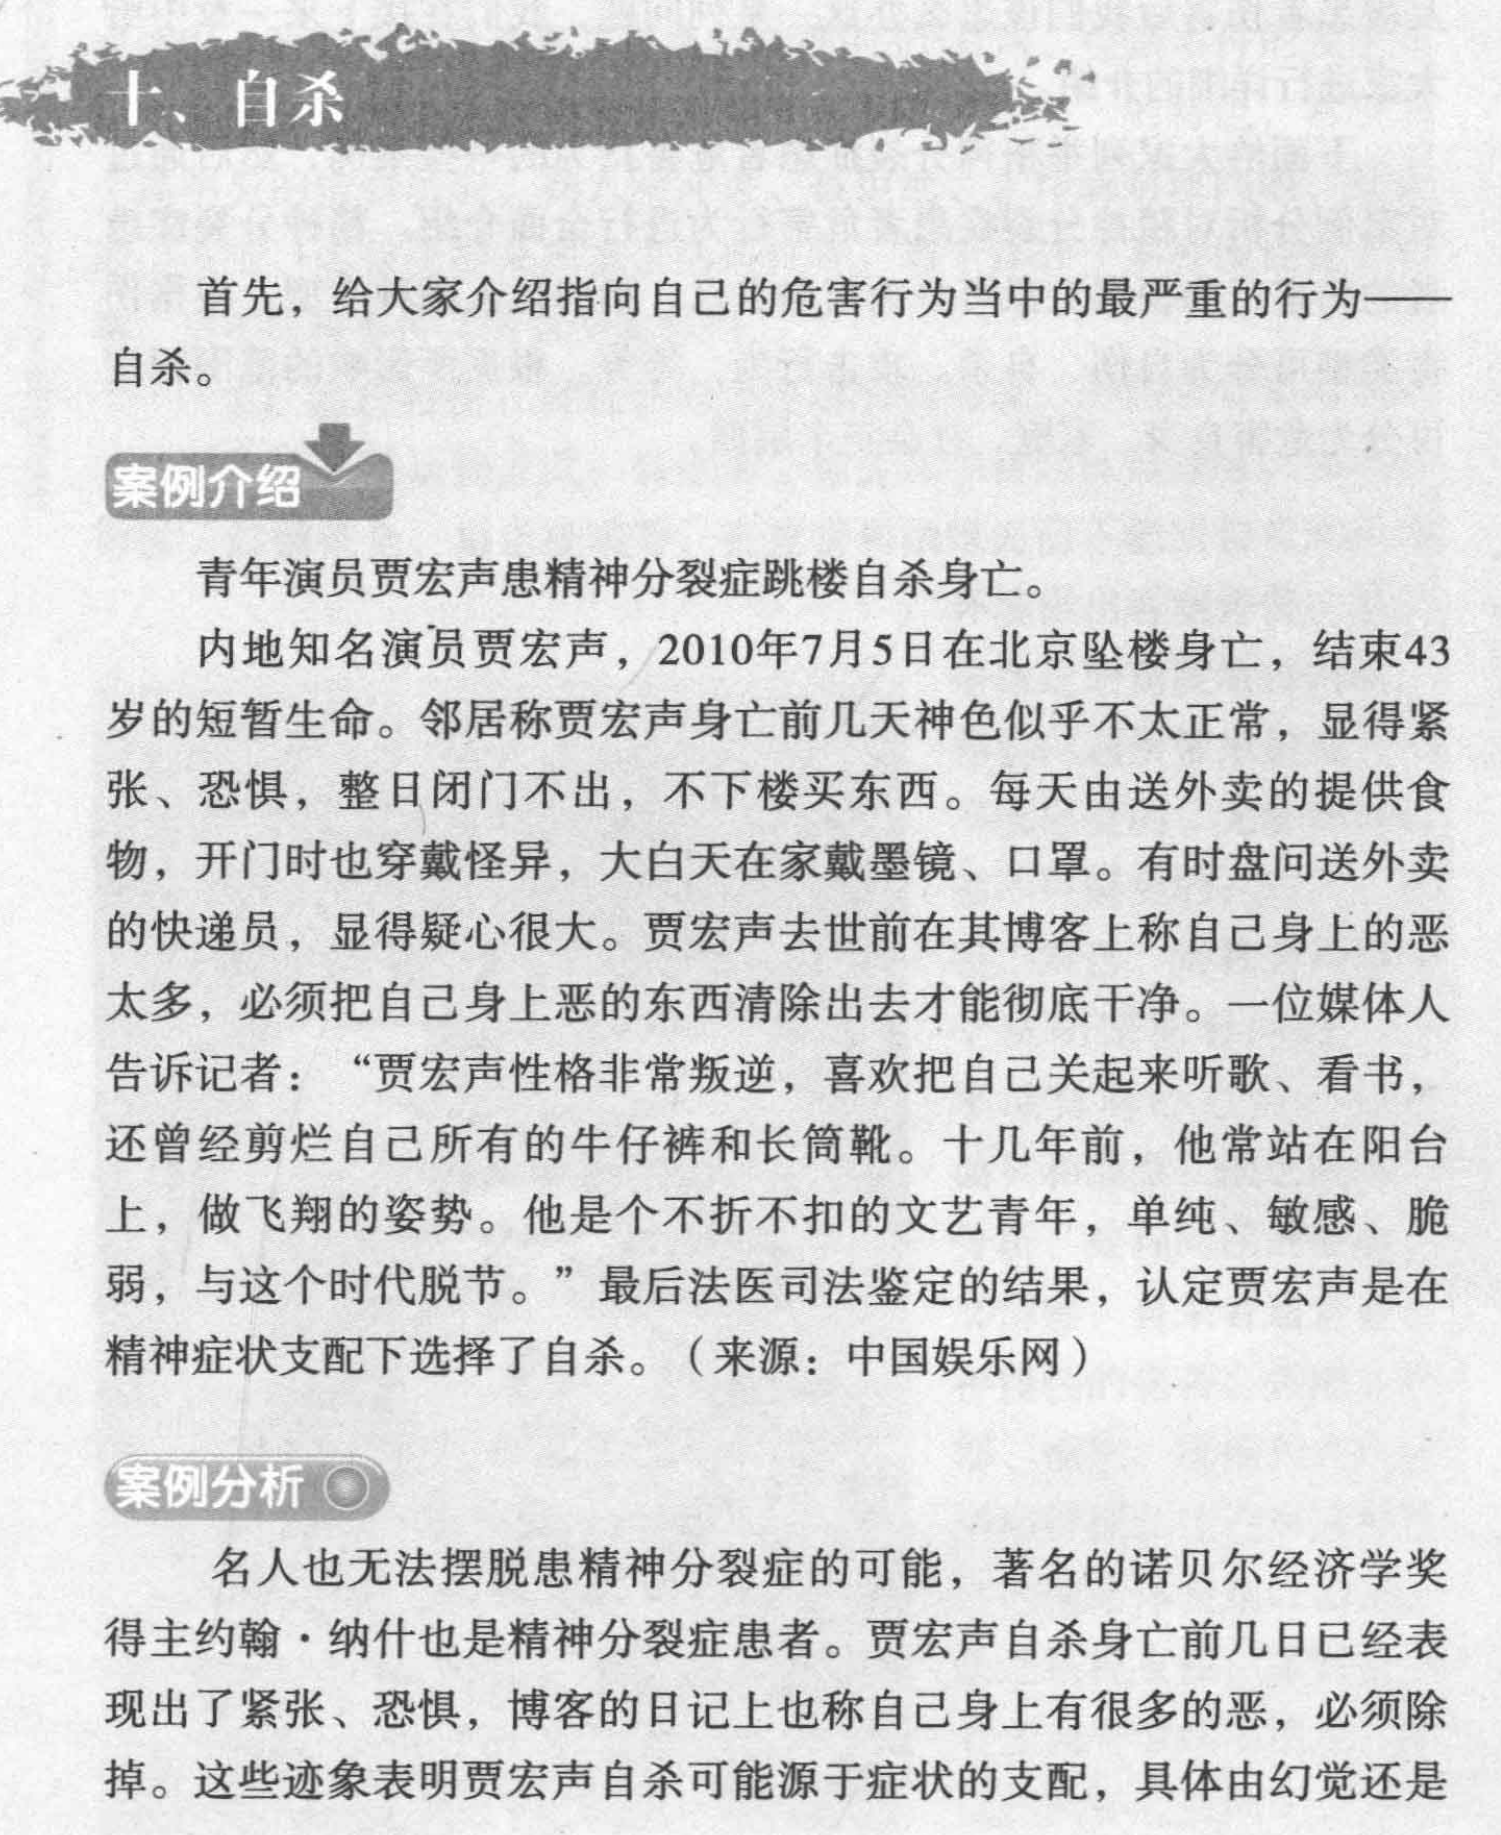 十、自杀
首先，给大家介绍指向自己的危害行为当中的最严重的行为——
自杀。
案例介绍
青年演员贾宏声患精神分裂症跳楼自杀身亡。
内地知名演员贾宏声，2010年7月5日在北京坠楼身亡，结束43
岁的短暂生命。邻居称贾宏声身亡前几天神色似乎不太正常，显得紧
张、恐惧，整日闭门不出，不下楼买东西。每天由送外卖的提供食
物，开门时也穿戴怪异，大白天在家戴墨镜、口罩。有时盘问送外卖
的快递员，显得疑心很大。贾宏声去世前在其博客上称自己身上的恶
太多，必须把自己身上恶的东西清除出去才能彻底干净。一位媒体人
告诉记者：“贾宏声性格非常叛逆，喜欢把自己关起来听歌、看书，
还曾经剪烂自己所有的牛仔裤和长筒靴。十几年前，他常站在阳台
上，做飞翔的姿势。他是个不折不扣的文艺青年，单纯、敏感、脆
弱，与这个时代脱节。”最后法医司法鉴定的结果，认定贾宏声是在
精神症状支配下选择了自杀。（来源：中国娱乐网）
案例分析
名人也无法摆脱患精神分裂症的可能，著名的诺贝尔经济学奖
得主约翰·纳什也是精神分裂症患者。贾宏声自杀身亡前几日已经表
现出了紧张、恐惧，博客的日记上也称自己身上有很多的恶，必须除
掉。这些迹象表明贾宏声自杀可能源于症状的支配，具体由幻觉还是